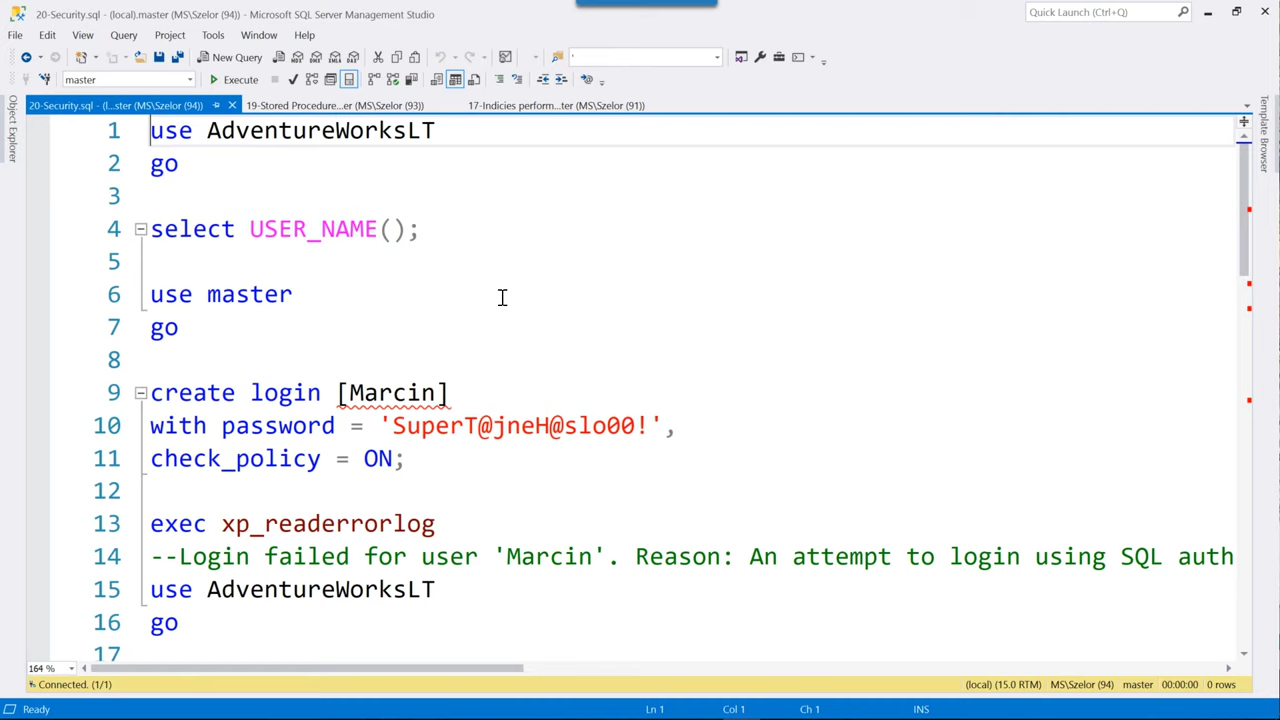 20-Security.sql - (local).master (MS\Szelor (94)) - Microsoft SQL Server Management Studio
Quick Launch (Ctrl+Q)
File Edit View Query Project Tools Window Help
New Query
master Execute
20-Security.sql - (l...ster (MS\Szelor (94)) 19-Stored Procedure...er (MS\Szelor (93)) 17-Indicies perform...ter (MS\Szelor (91))
Object Explorer
Template Browser
1 use AdventureWorksLT
2 go
3
4 select USER_NAME();
5
6 use master
7 go
8
9 create login [Marcin]
10 with password = 'SuperT@jneH@slo00!',
11 check_policy = ON;
12
13 exec xp_readerrorlog
14 --Login failed for user 'Marcin'. Reason: An attempt to login using SQL auth
15 use AdventureWorksLT
16 go
17
164 %
Connected. (1/1) (local) (15.0 RTM) MS\Szelor (94) master 00:00:00 0 rows
Ready Ln 1 Col 1 Ch 1 INS